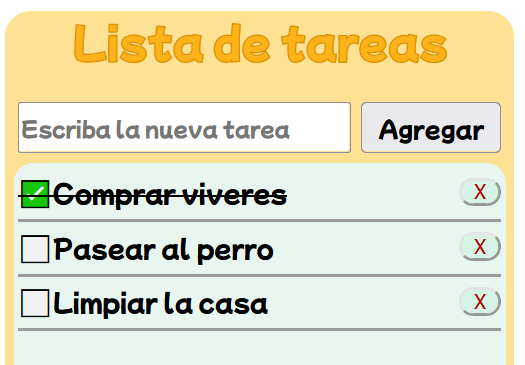 Lista de tareas
Escriba la nueva tarea Agregar
Comprar viveres X
Pasear al perro X
Limpiar la casa X